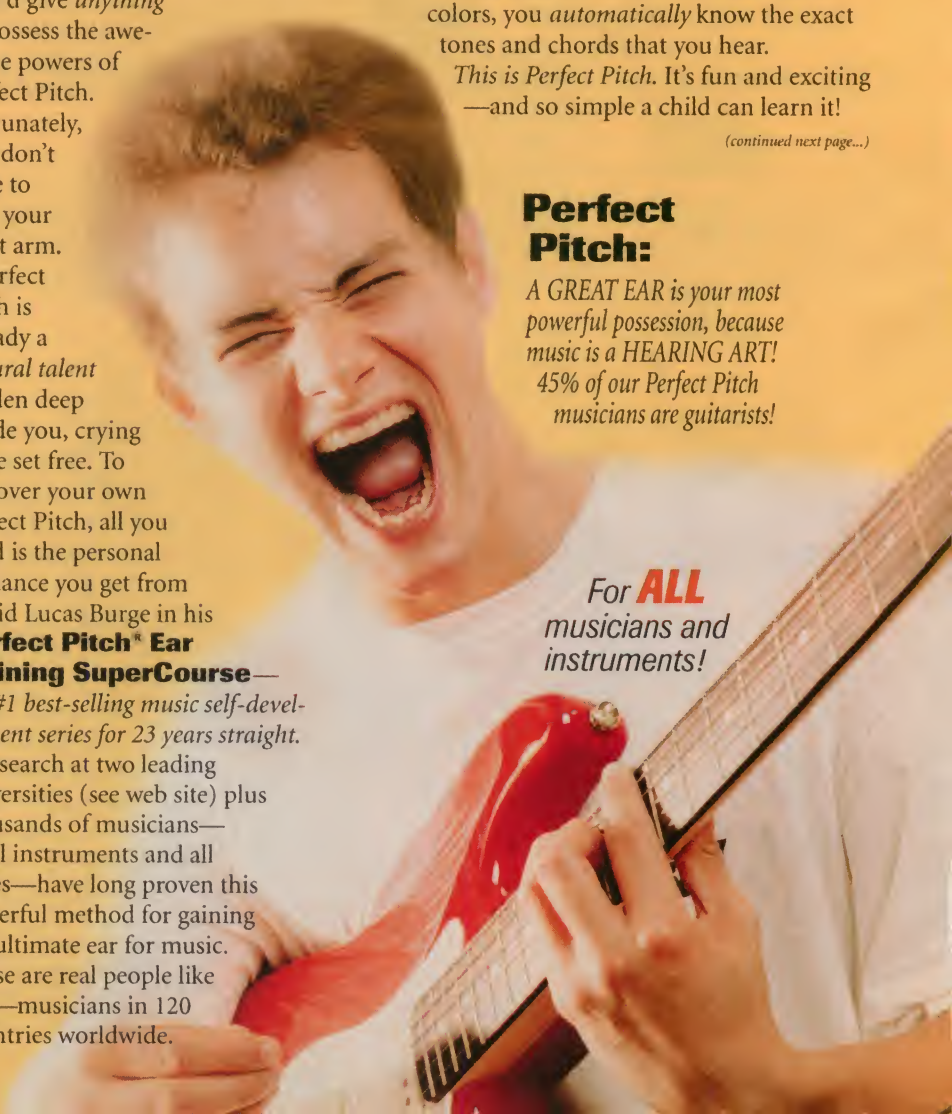 'd give anything
ossess the awe-
e powers of
ect Pitch.
unately,
don't
e to
your
t arm.
rfect
h is
ady a
ural talent
len deep
de you, crying
e set free. To
over your own
ect Pitch, all you
d is the personal
ance you get from
id Lucas Burge in his
rfect Pitch® Ear
ining SuperCourse—
#1 best-selling music self-devel-
ent series for 23 years straight.
search at two leading
ersities (see web site) plus
usands of musicians—
l instruments and all
es—have long proven this
erful method for gaining
ultimate ear for music.
se are real people like
—musicians in 120
ntries worldwide.
colors, you automatically know the exact
tones and chords that you hear.
This is Perfect Pitch. It's fun and exciting
—and so simple a child can learn it!
(continued next page...)
Perfect
Pitch:
A GREAT EAR is your most
powerful possession, because
music is a HEARING ART!
45% of our Perfect Pitch
musicians are guitarists!
For ALL
musicians and
instruments!